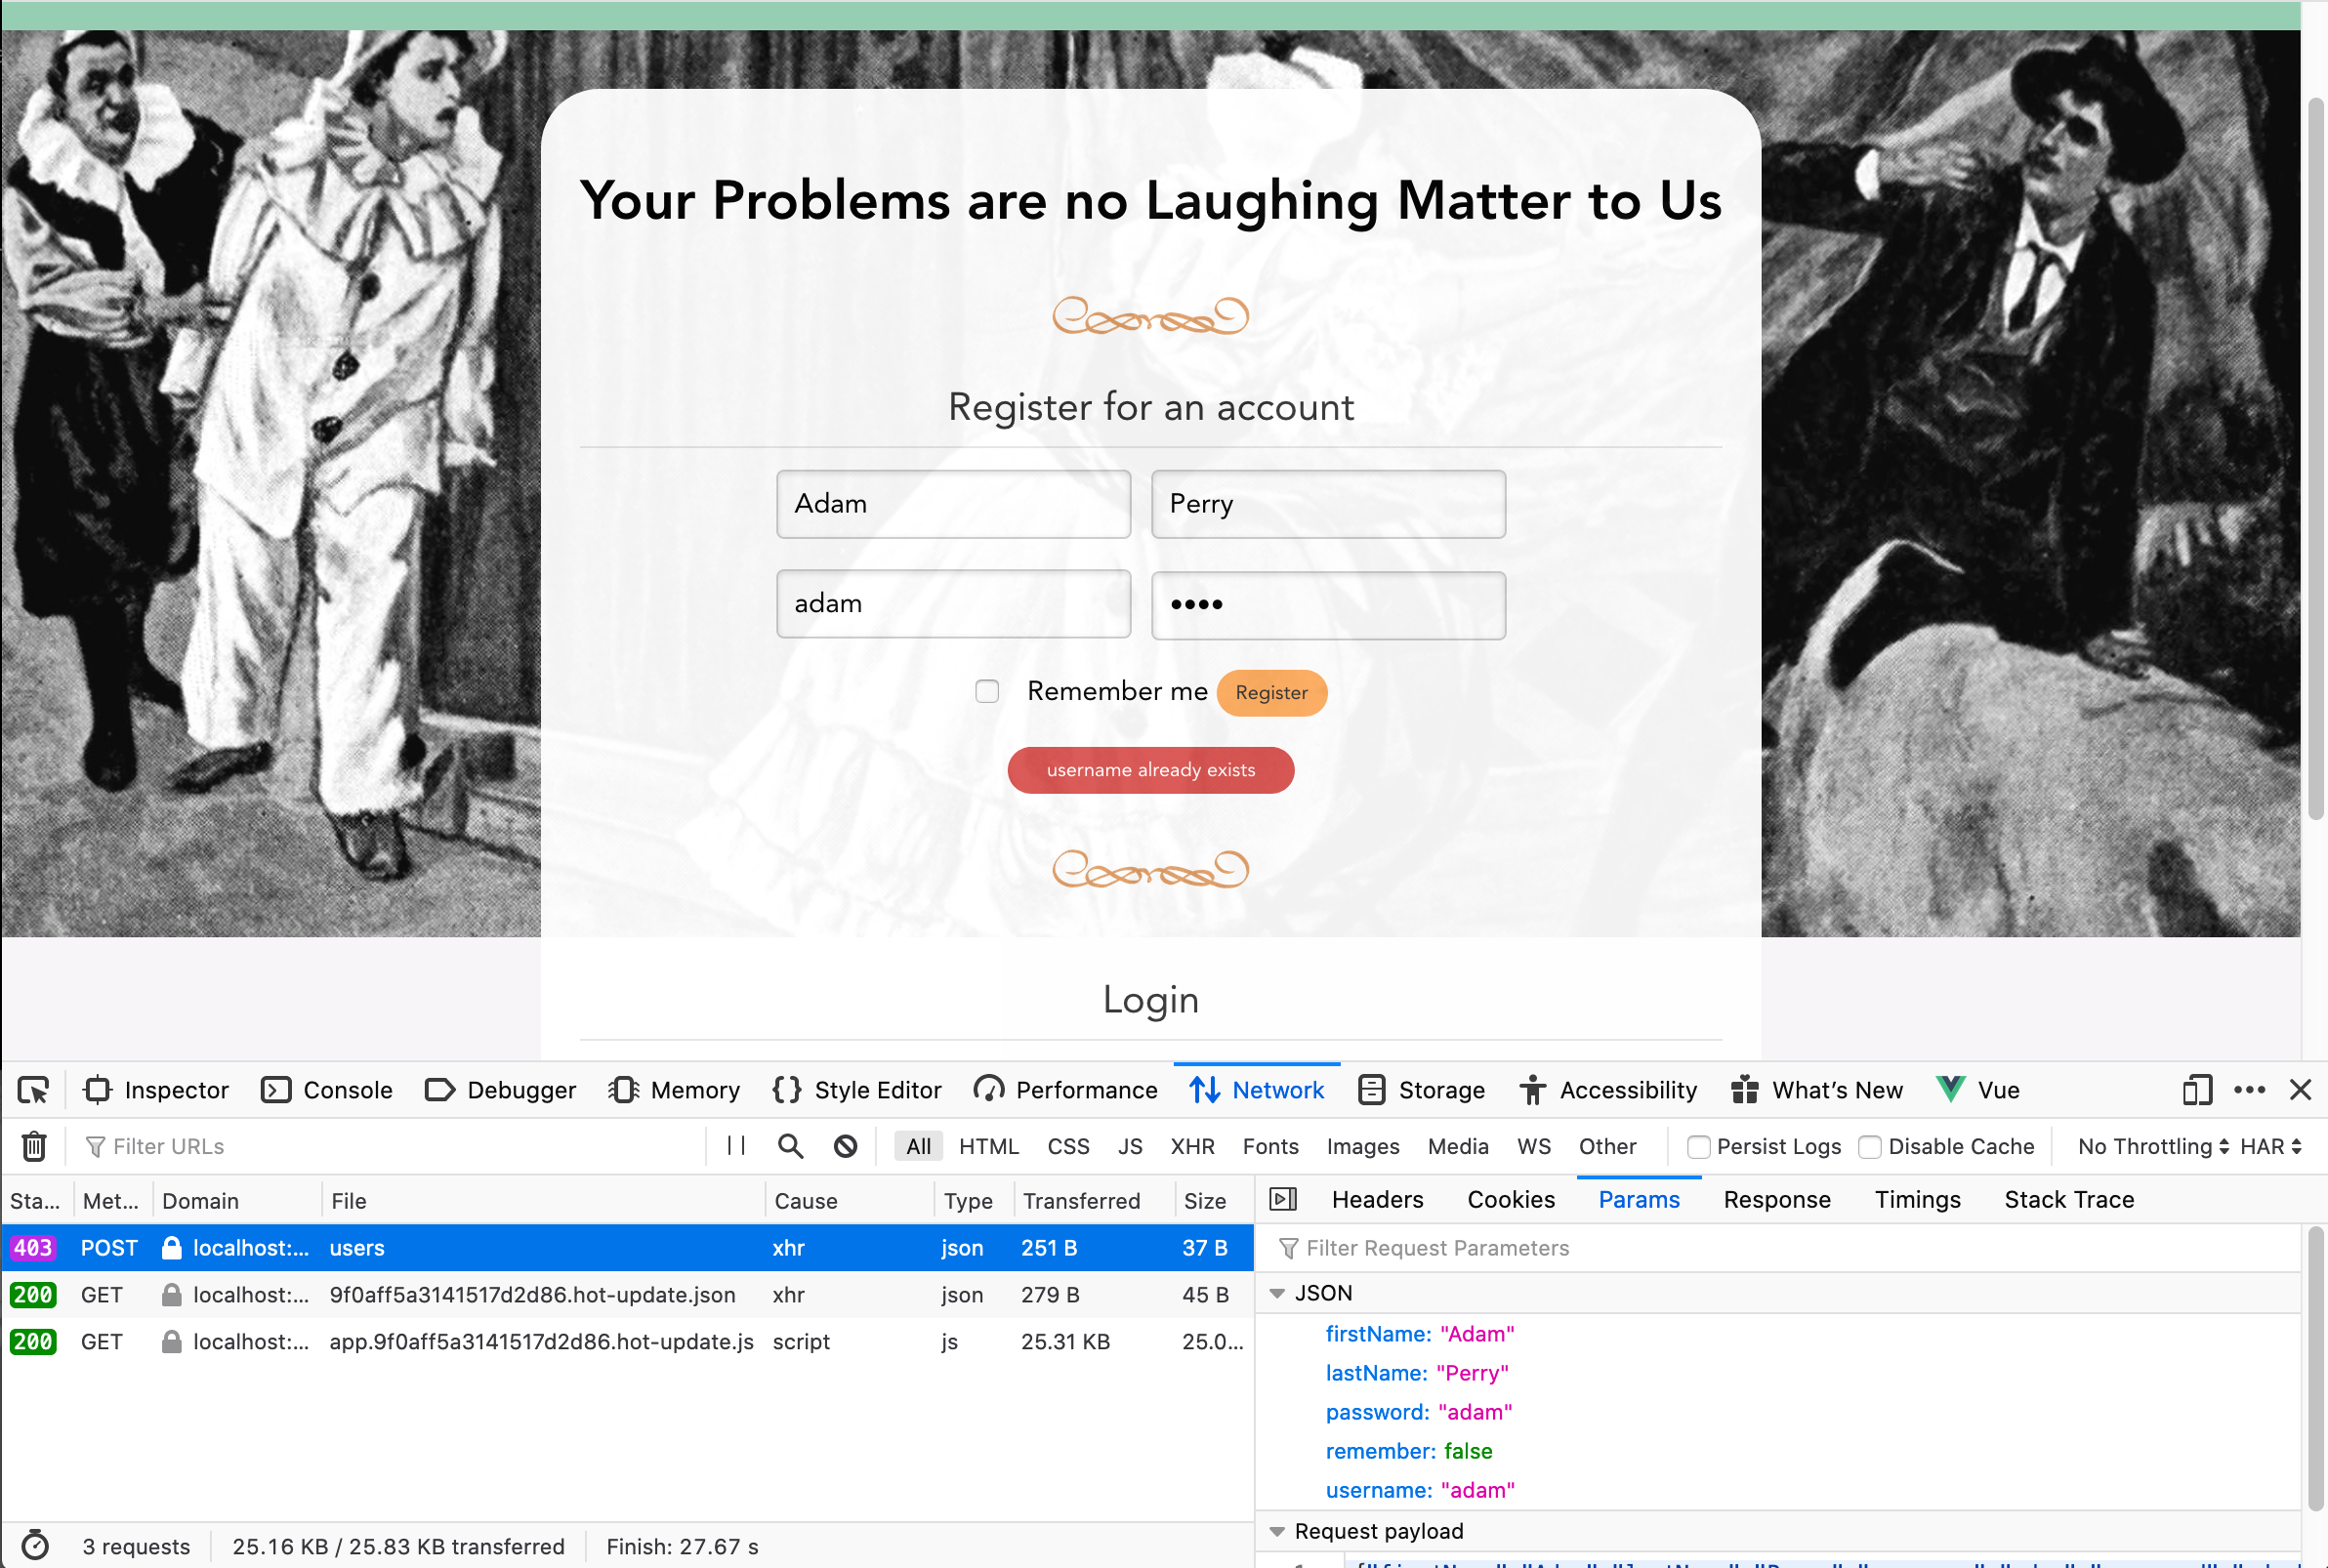 Your Problems are no Laughing Matter to Us
Register for an account
Adam Perry
adam ••••
Remember me Register
username already exists
Login
Inspector Console Debugger Memory Style Editor Performance Network Storage Accessibility What's New Vue
Filter URLs All HTML CSS JS XHR Fonts Images Media WS Other Persist Logs Disable Cache No Throttling HAR
Sta... Met... Domain File Cause Type Transferred Size
403 POST localhost:... users xhr json 251 B 37 B
200 GET localhost:... 9f0aff5a3141517d2d86.hot-update.json xhr json 279 B 45 B
200 GET localhost:... app.9f0aff5a3141517d2d86.hot-update.js script js 25.31 KB 25.0...
3 requests 25.16 KB / 25.83 KB transferred Finish: 27.67 s
Headers Cookies Params Response Timings Stack Trace
Filter Request Parameters
JSON
firstName: "Adam"
lastName: "Perry"
password: "adam"
remember: false
username: "adam"
Request payload